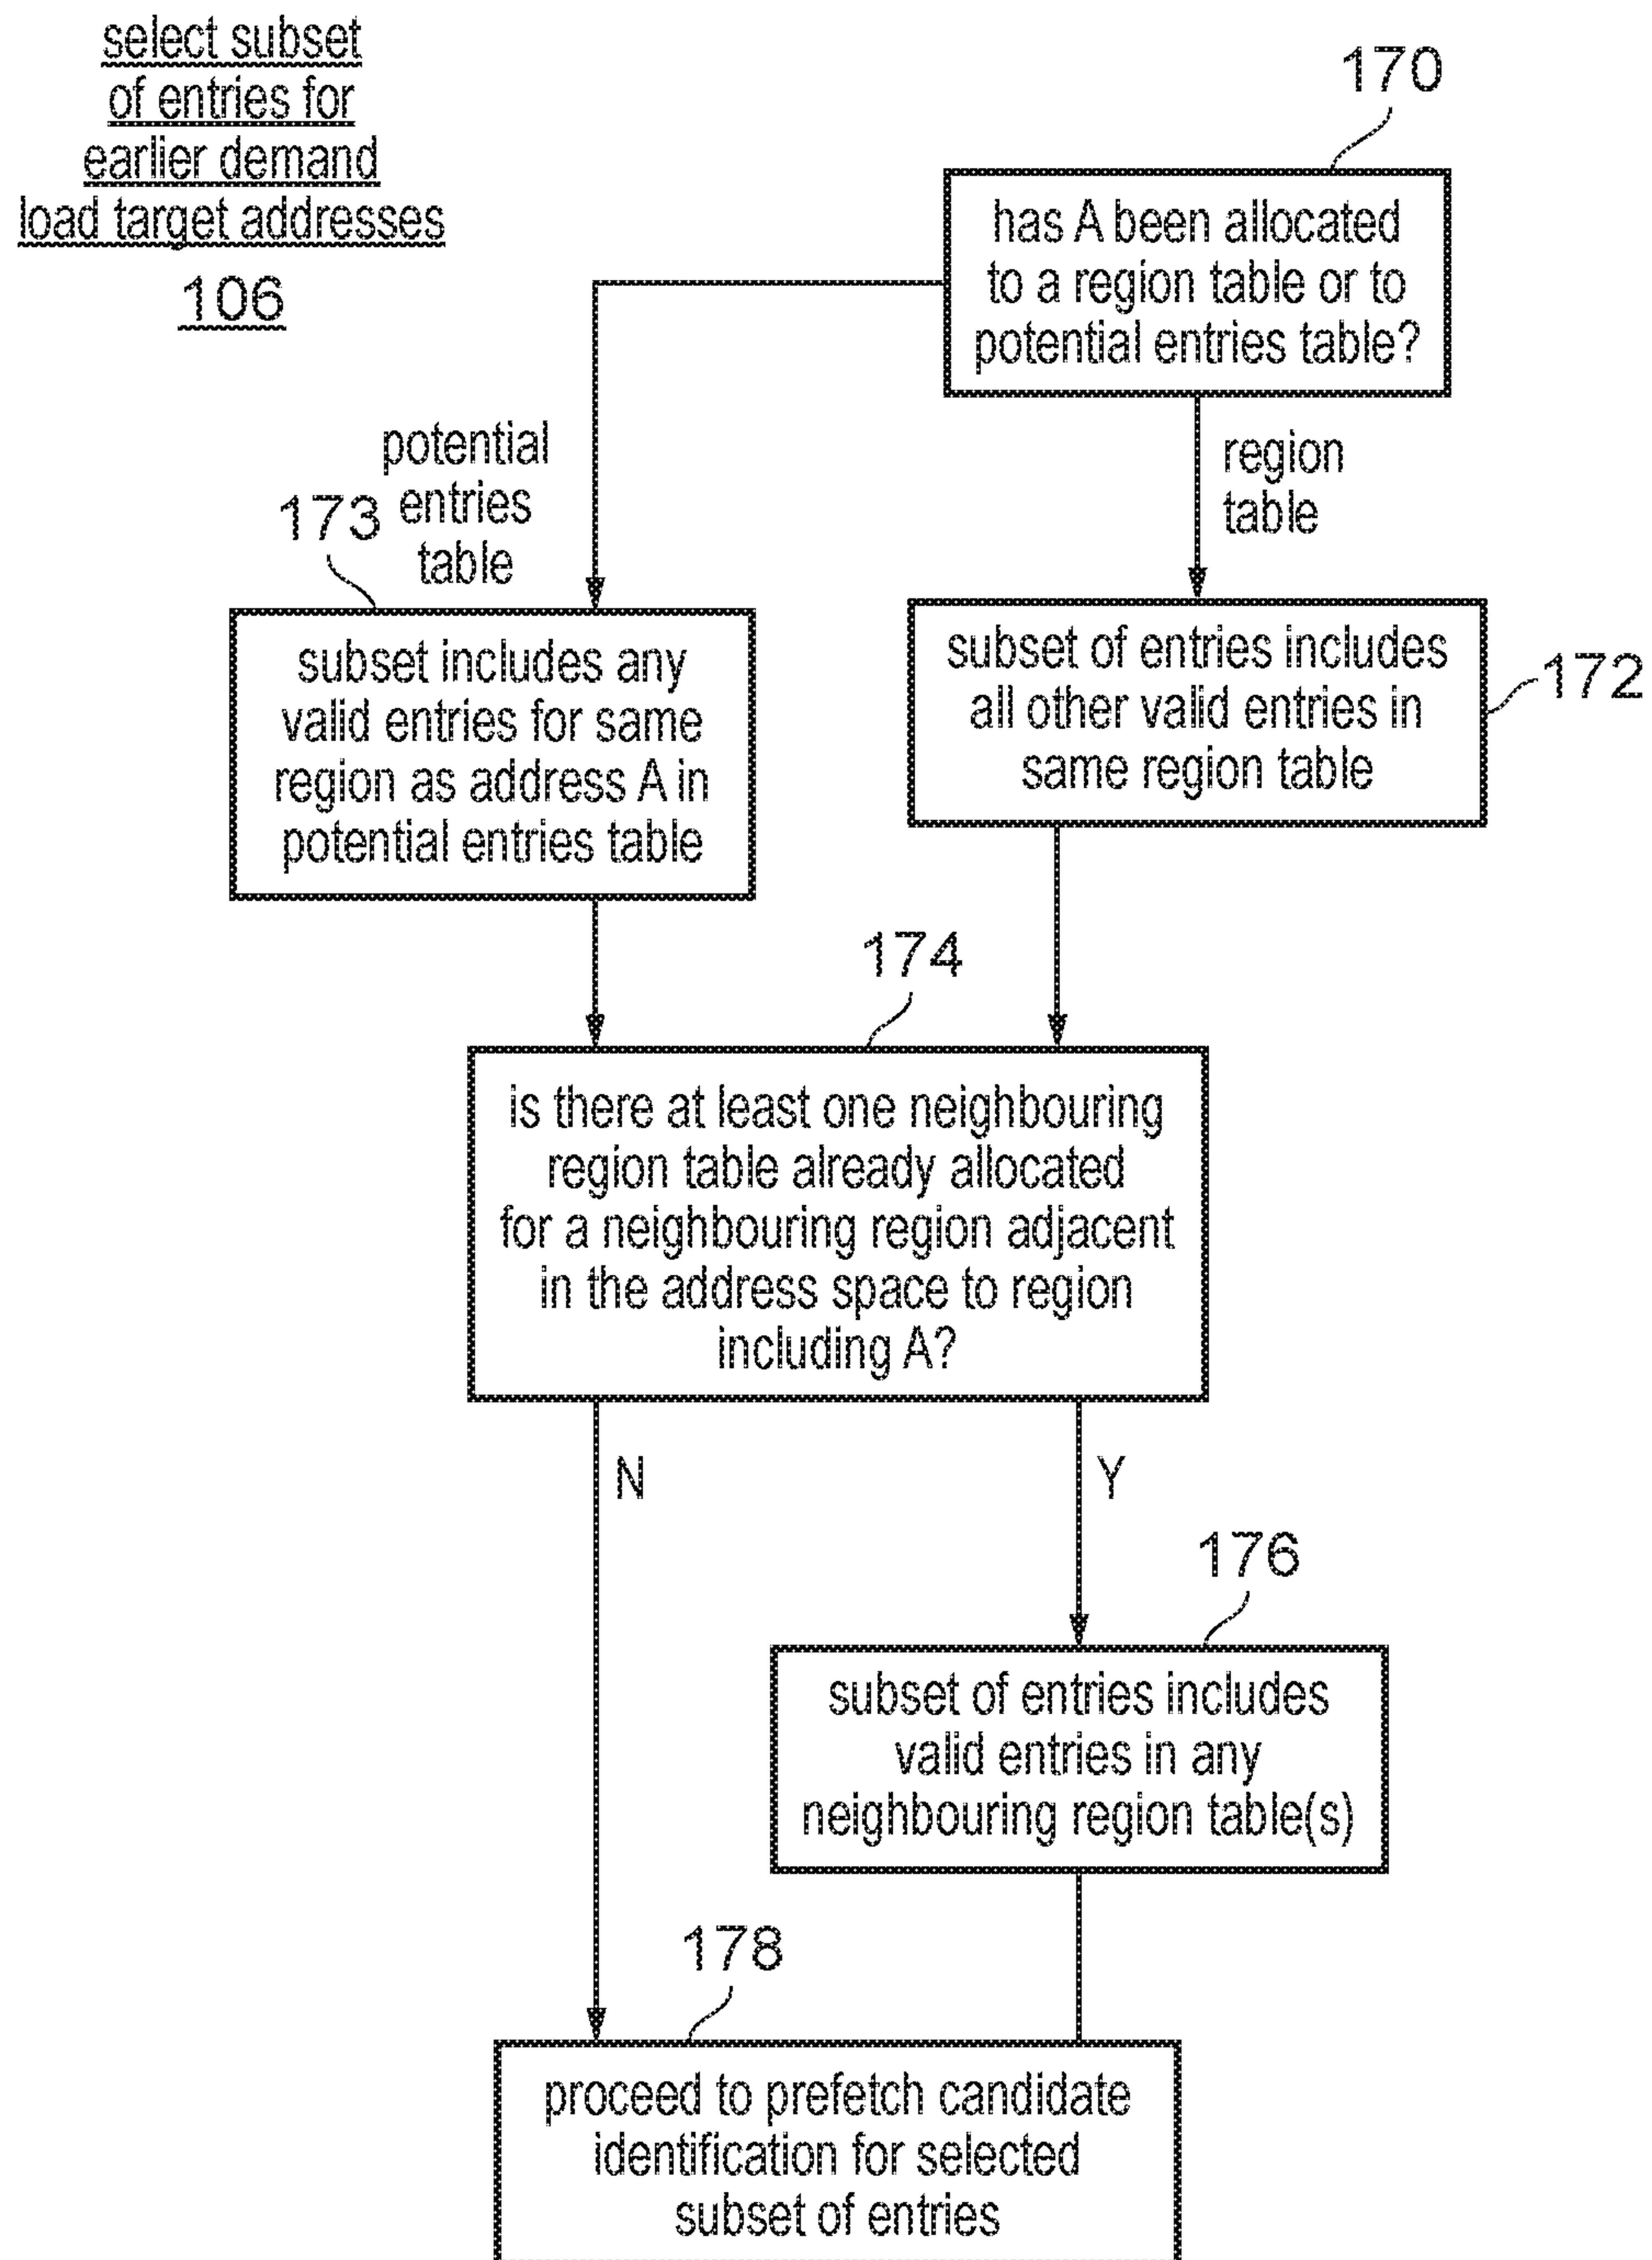 select subset
of entries for
earlier demand
load target addresses
106
170
has A been allocated
to a region table or to
potential entries table?
potential
entries
table
region
table
173
subset includes any
valid entries for same
region as address A in
potential entries table
subset of entries includes
all other valid entries in
same region table
172
174
is there at least one neighbouring
region table already allocated
for a neighbouring region adjacent
in the address space to region
including A?
N
Y
176
subset of entries includes
valid entries in any
neighbouring region table(s)
178
proceed to prefetch candidate
identification for selected
subset of entries